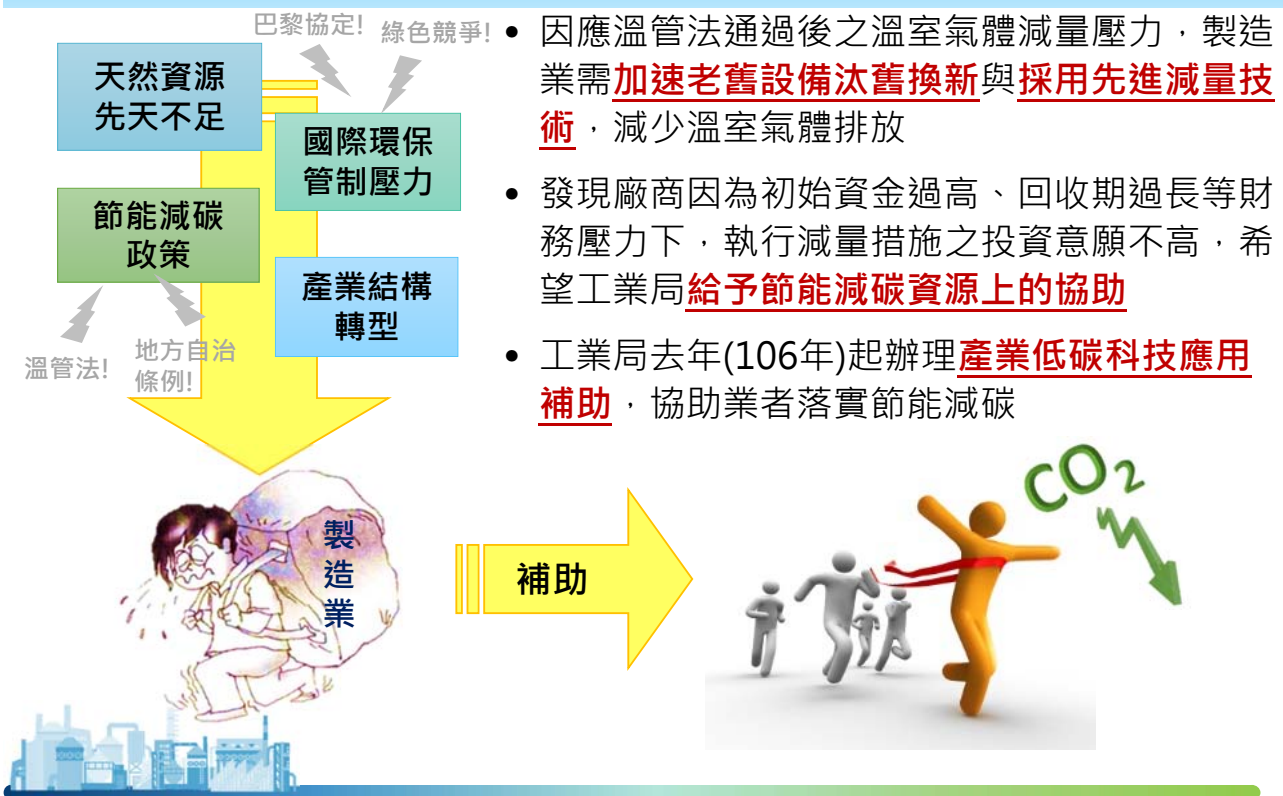 巴黎協定!
綠色競爭!
天然資源
先天不足
國際環保
管制壓力
節能減碳
政策
產業結構
轉型
溫管法!
地方自治
條例!
製
造
業
補助
CO2
• 因應溫管法通過後之溫室氣體減量壓力，製造
業需加速老舊設備汰舊換新與採用先進減量技
術，減少溫室氣體排放
• 發現廠商因為初始資金過高、回收期過長等財
務壓力下，執行減量措施之投資意願不高，希
望工業局給予節能減碳資源上的協助
• 工業局去年(106年)起辦理產業低碳科技應用
補助，協助業者落實節能減碳